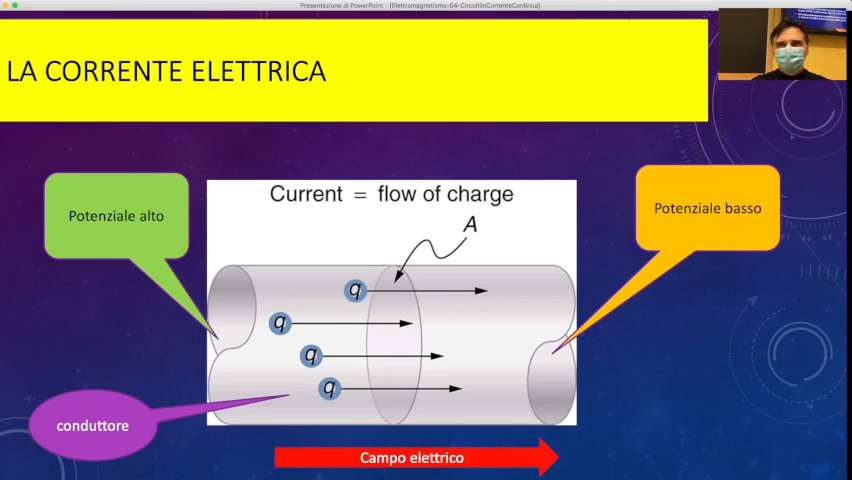 Presentazione di PowerPoint - [Elettromagnetismo-04-CircuitiInCorrenteContinua]
LA CORRENTE ELETTRICA
Potenziale alto
Potenziale basso
Current = flow of charge
A
q
q
q
q
conduttore
Campo elettrico